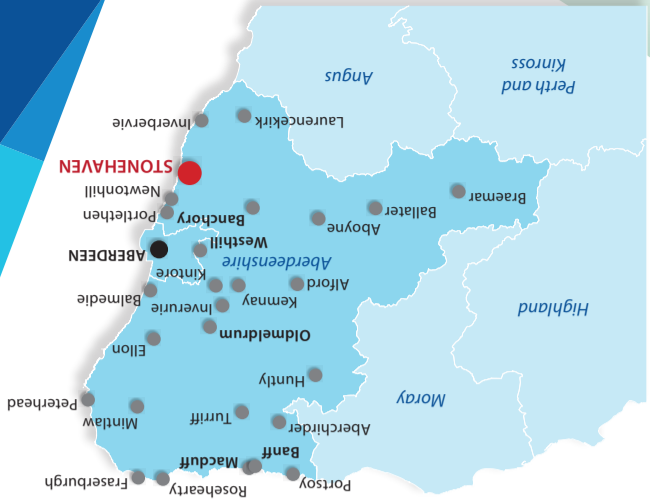 Portsoy
Rosehearty
Fraserburgh
Banff
Macduff
Aberchirder
Turriff
Mintlaw
Peterhead
Moray
Huntly
Ellon
Oldmeldrum
Highland
Inverurie
Balmedie
Alford
Kemnay
Kintore
Aberdeenshire
Westhill
ABERDEEN
Aboyne
Banchory
Portlethen
Braemar
Ballater
Newtonhill
STONEHAVEN
Laurencekirk
Inverbervie
Perth and
Kinross
Angus